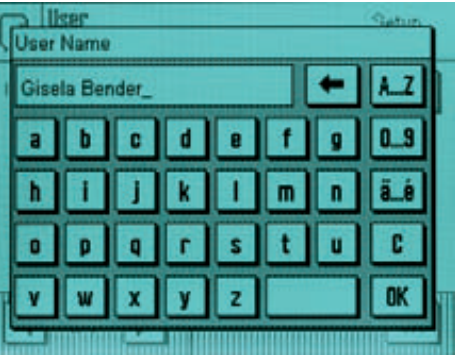 User
Setup
User Name
Gisela Bender_
A...Z
a b c d e f g 0...9
h i j k l m n ä...é
o p q r s t u C
v w x y z OK